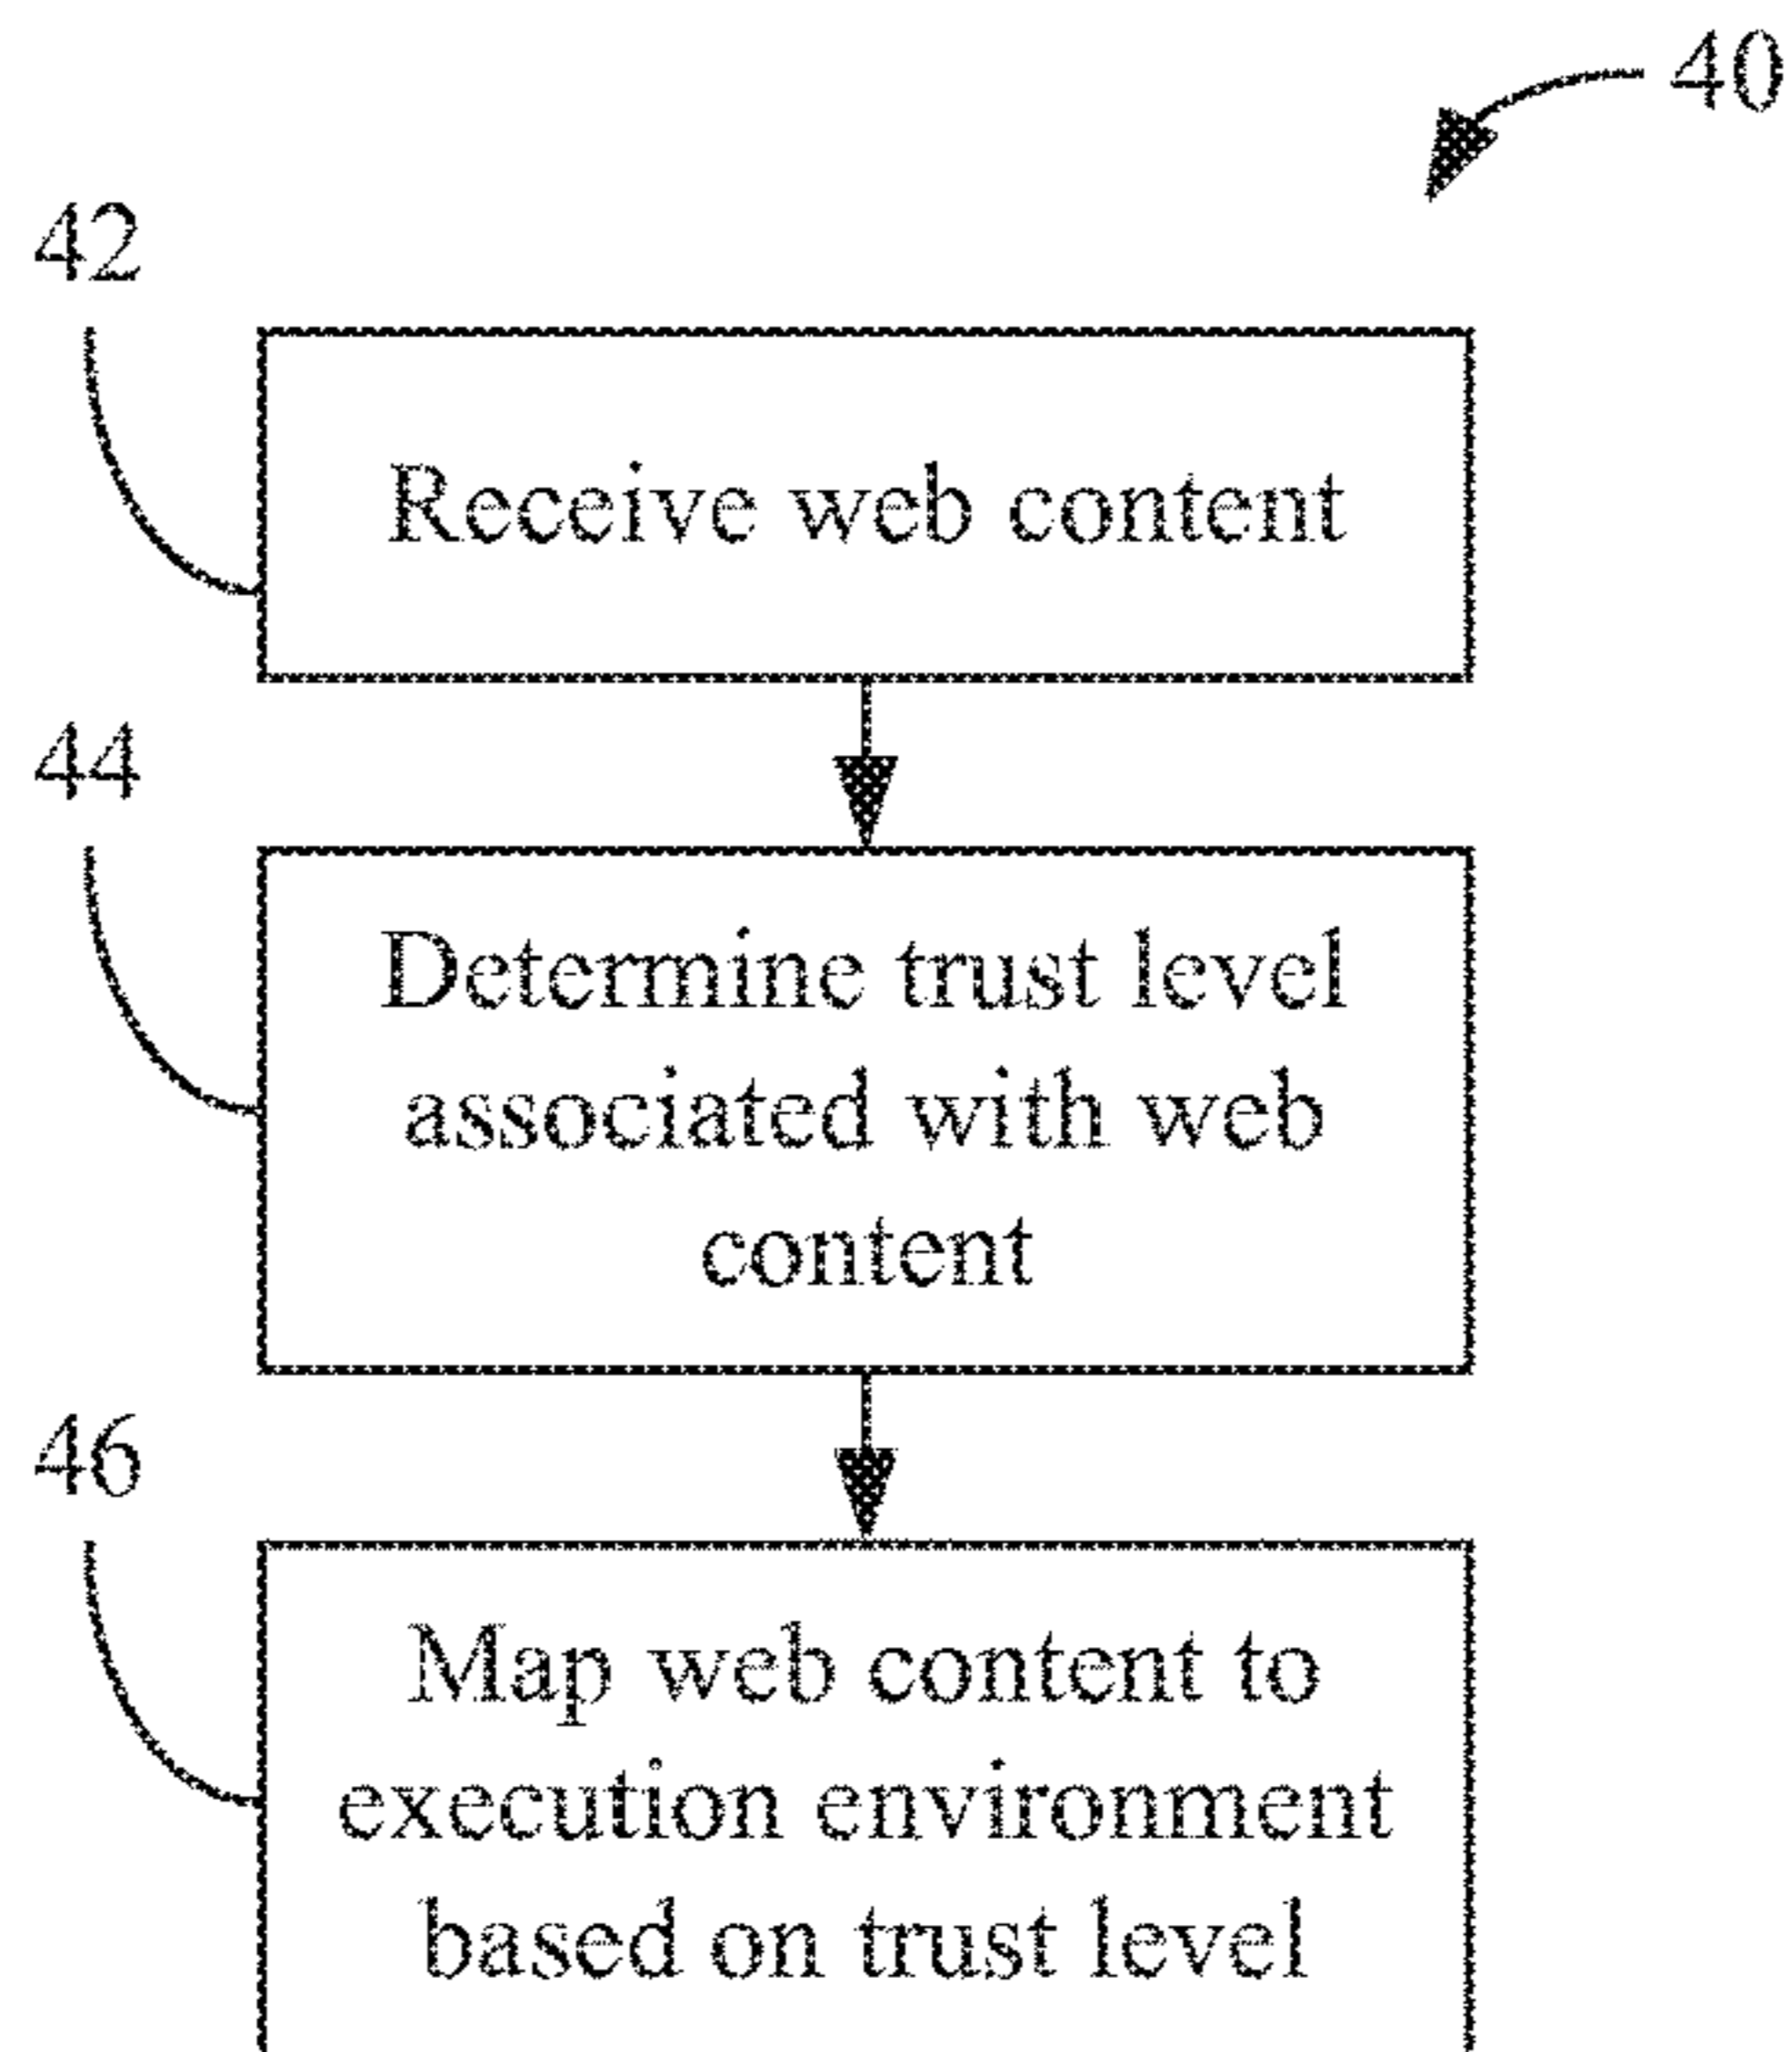 40
42
Receive web content
44
Determine trust level
associated with web
content
46
Map web content to
execution environment
based on trust level